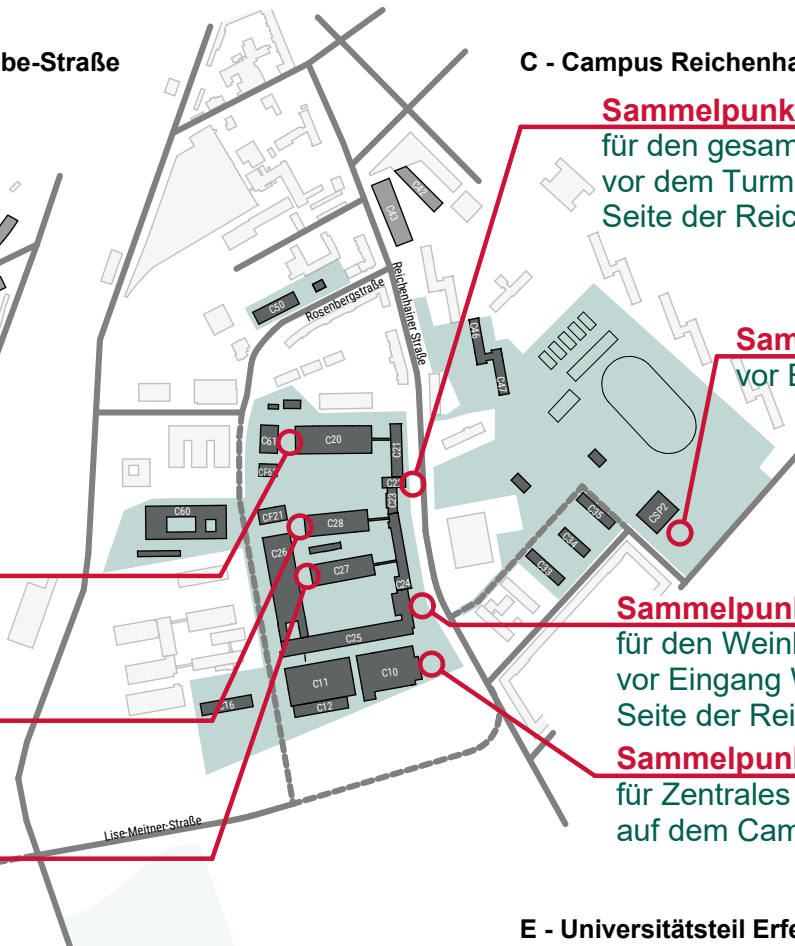 be-Straße
C - Campus Reichenha
Sammelpunk
für den gesam
vor dem Turm
Seite der Reic
C42
C43
Reichenhainer Straße
Rosenbergstraße
C50
C46
C47
Sam
vor E
C61
C20
C21
C22
C23
C60
CF21
C28
C26
C27
C24
C25
C35
C34
C33
CSP2
Sammelpunk
für den Weinh
vor Eingang W
Seite der Rei
C11
C10
C12
C16
Sammelpunk
für Zentrales
auf dem Cam
Lise-Meitner-Straße
E - Universitätsteil Erfe